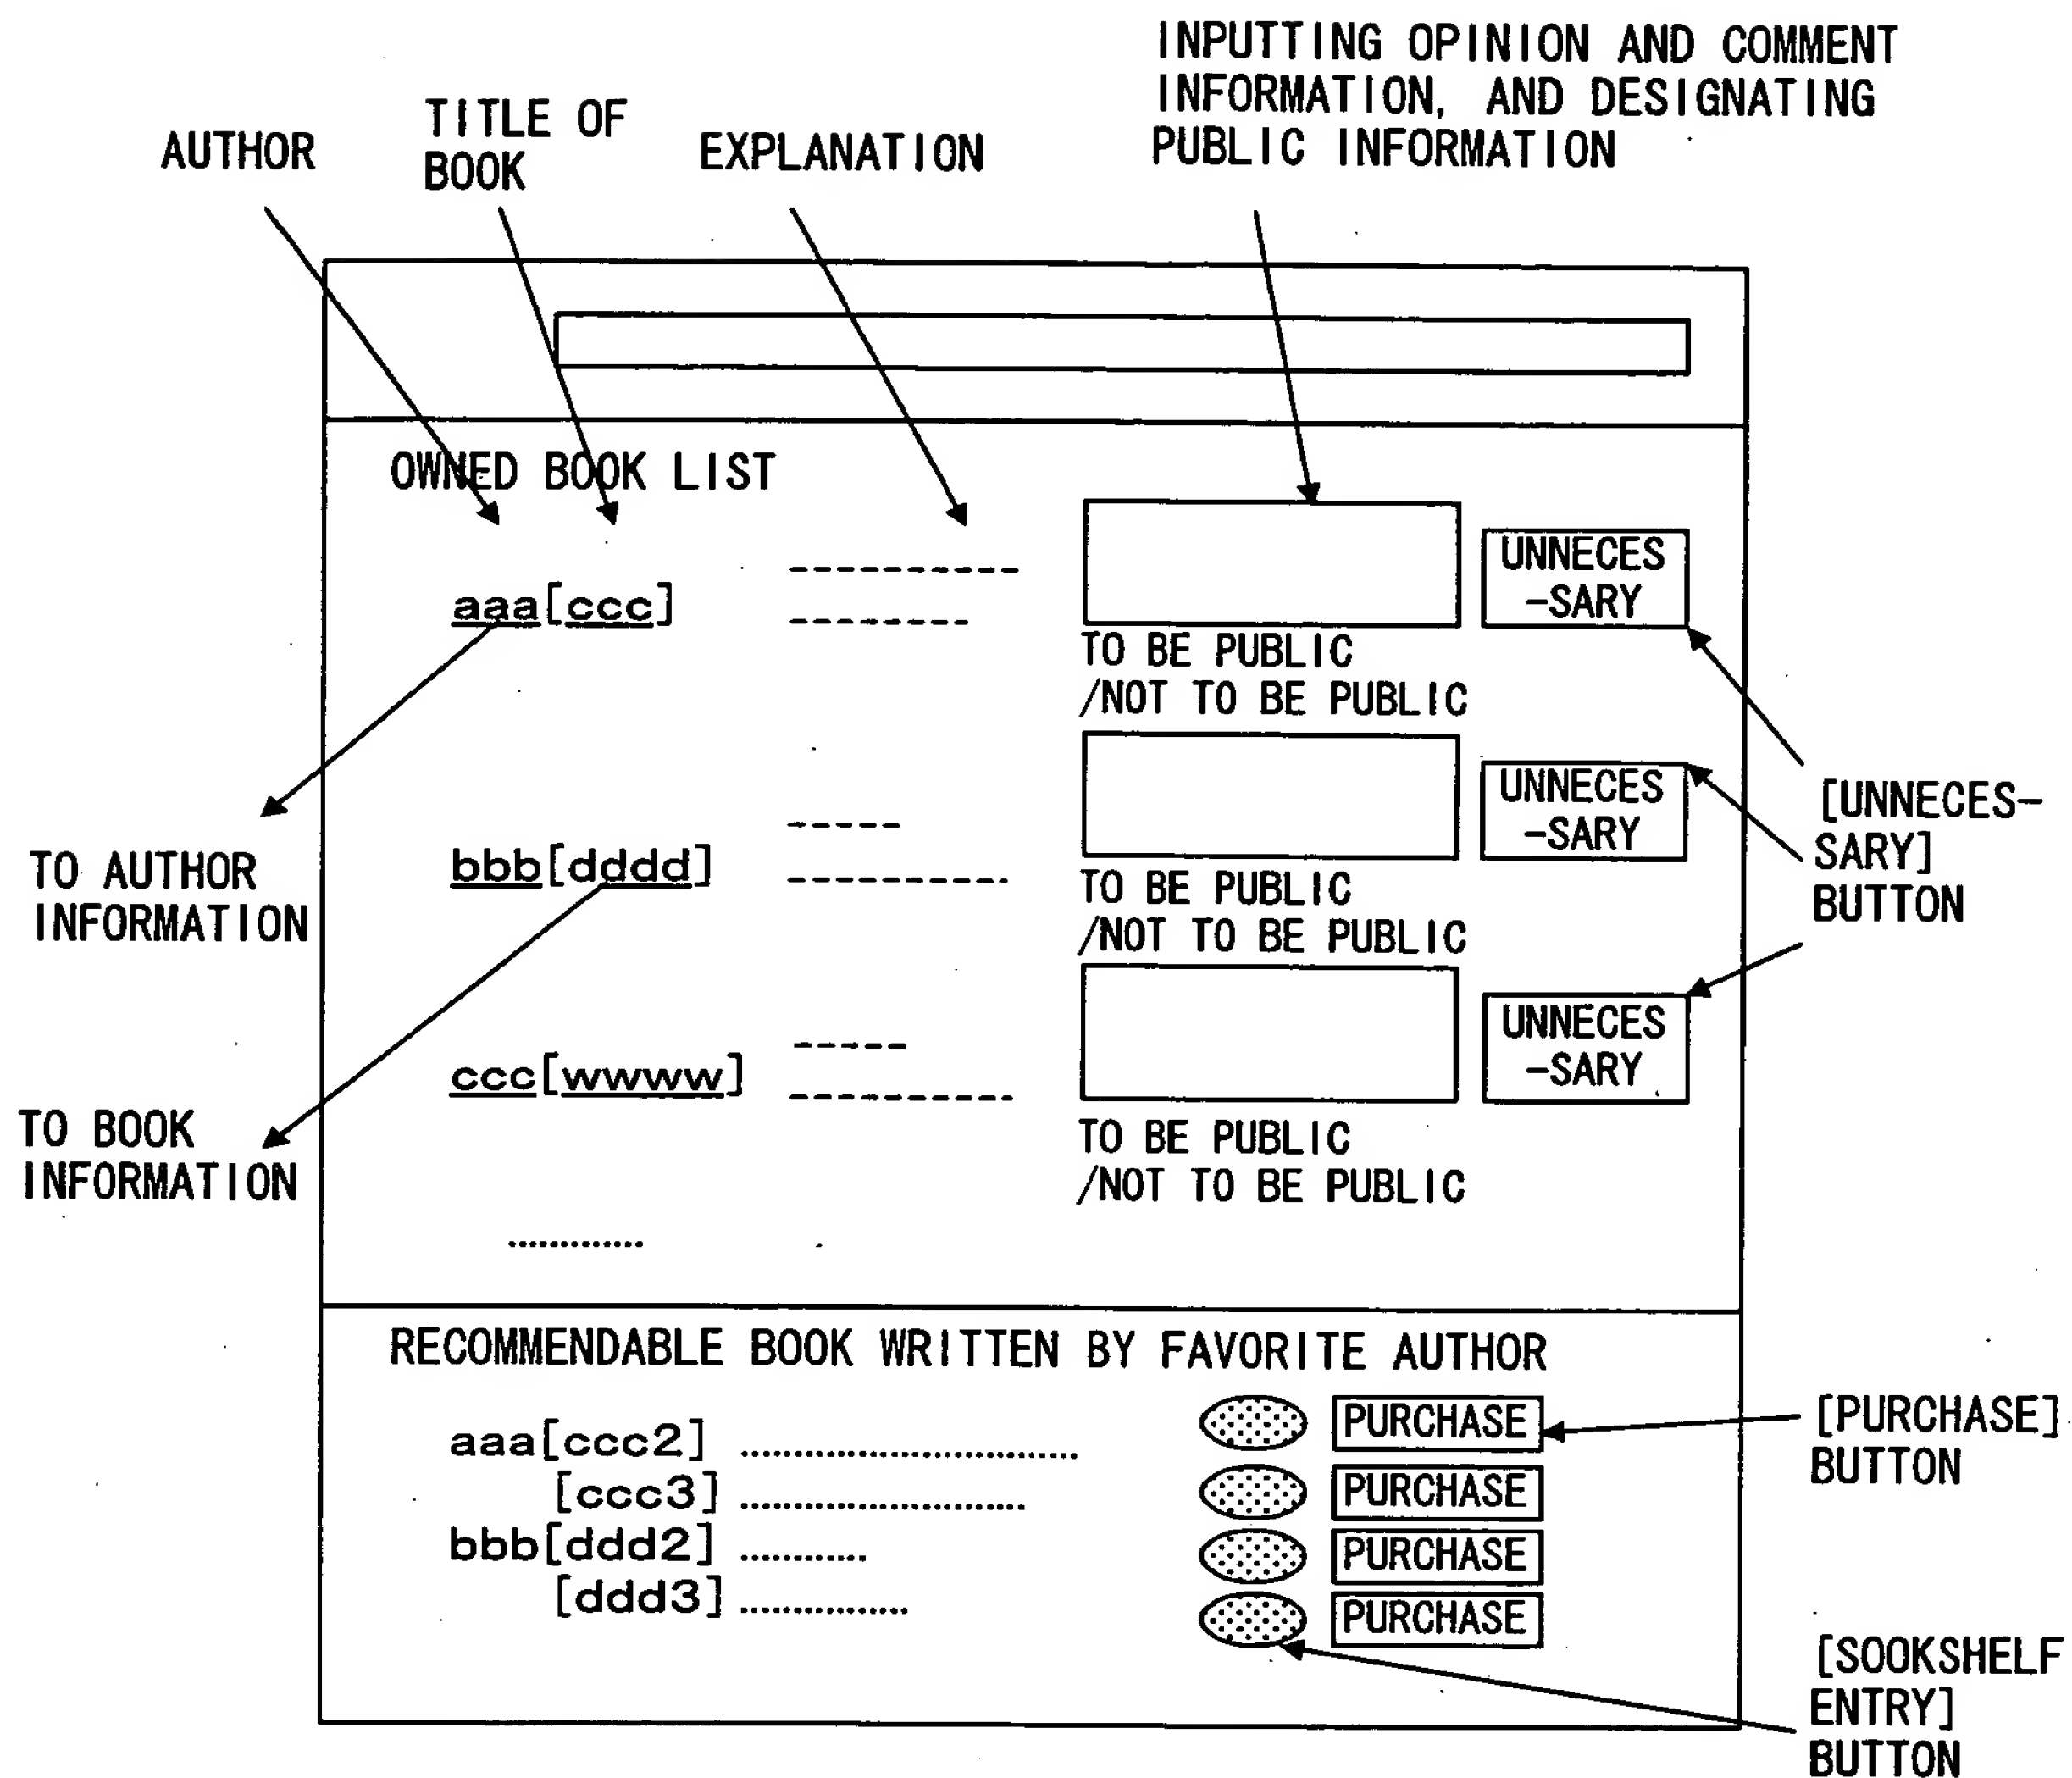 INPUTTING OPINION AND COMMENT
INFORMATION, AND DESIGNATING
PUBLIC INFORMATION
AUTHOR
TITLE OF
BOOK
EXPLANATION
OWNED BOOK LIST
aaa[ccc]
UNNECES
-SARY
TO BE PUBLIC
/NOT TO BE PUBLIC
bbb[dddd]
UNNECES
-SARY
TO BE PUBLIC
/NOT TO BE PUBLIC
ccc[wwww]
UNNECES
-SARY
TO BE PUBLIC
/NOT TO BE PUBLIC
[UNNECES-
SARY]
BUTTON
TO AUTHOR
INFORMATION
TO BOOK
INFORMATION
RECOMMENDABLE BOOK WRITTEN BY FAVORITE AUTHOR
aaa[ccc2] PURCHASE
[ccc3] PURCHASE
bbb[ddd2] PURCHASE
[ddd3] PURCHASE
[PURCHASE]
BUTTON
[SOOKSHELF
ENTRY]
BUTTON